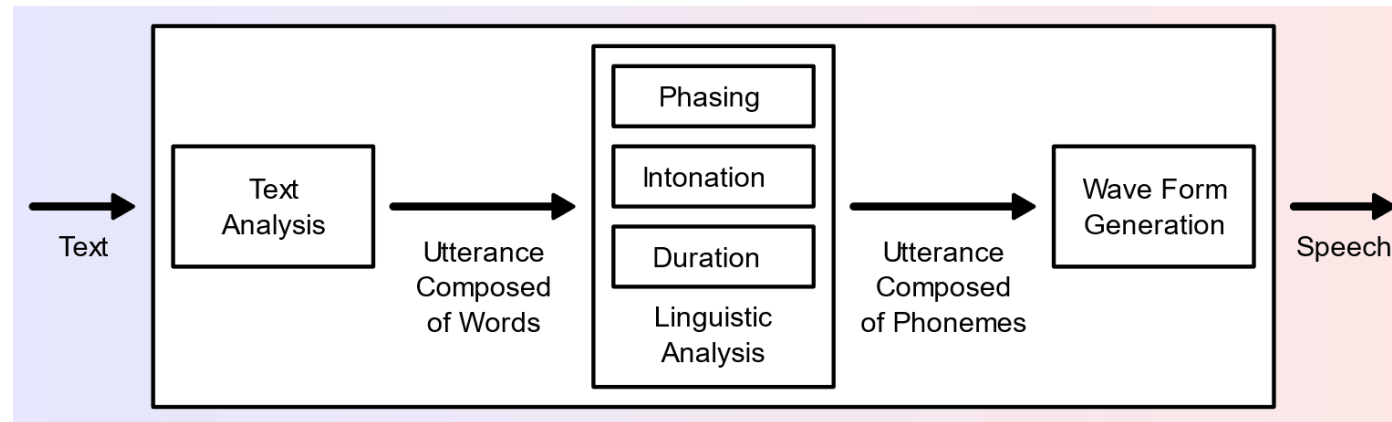 Text
Text
Analysis
Utterance
Composed
of Words
Phasing
Intonation
Duration
Linguistic
Analysis
Utterance
Composed
of Phonemes
Wave Form
Generation
Speech